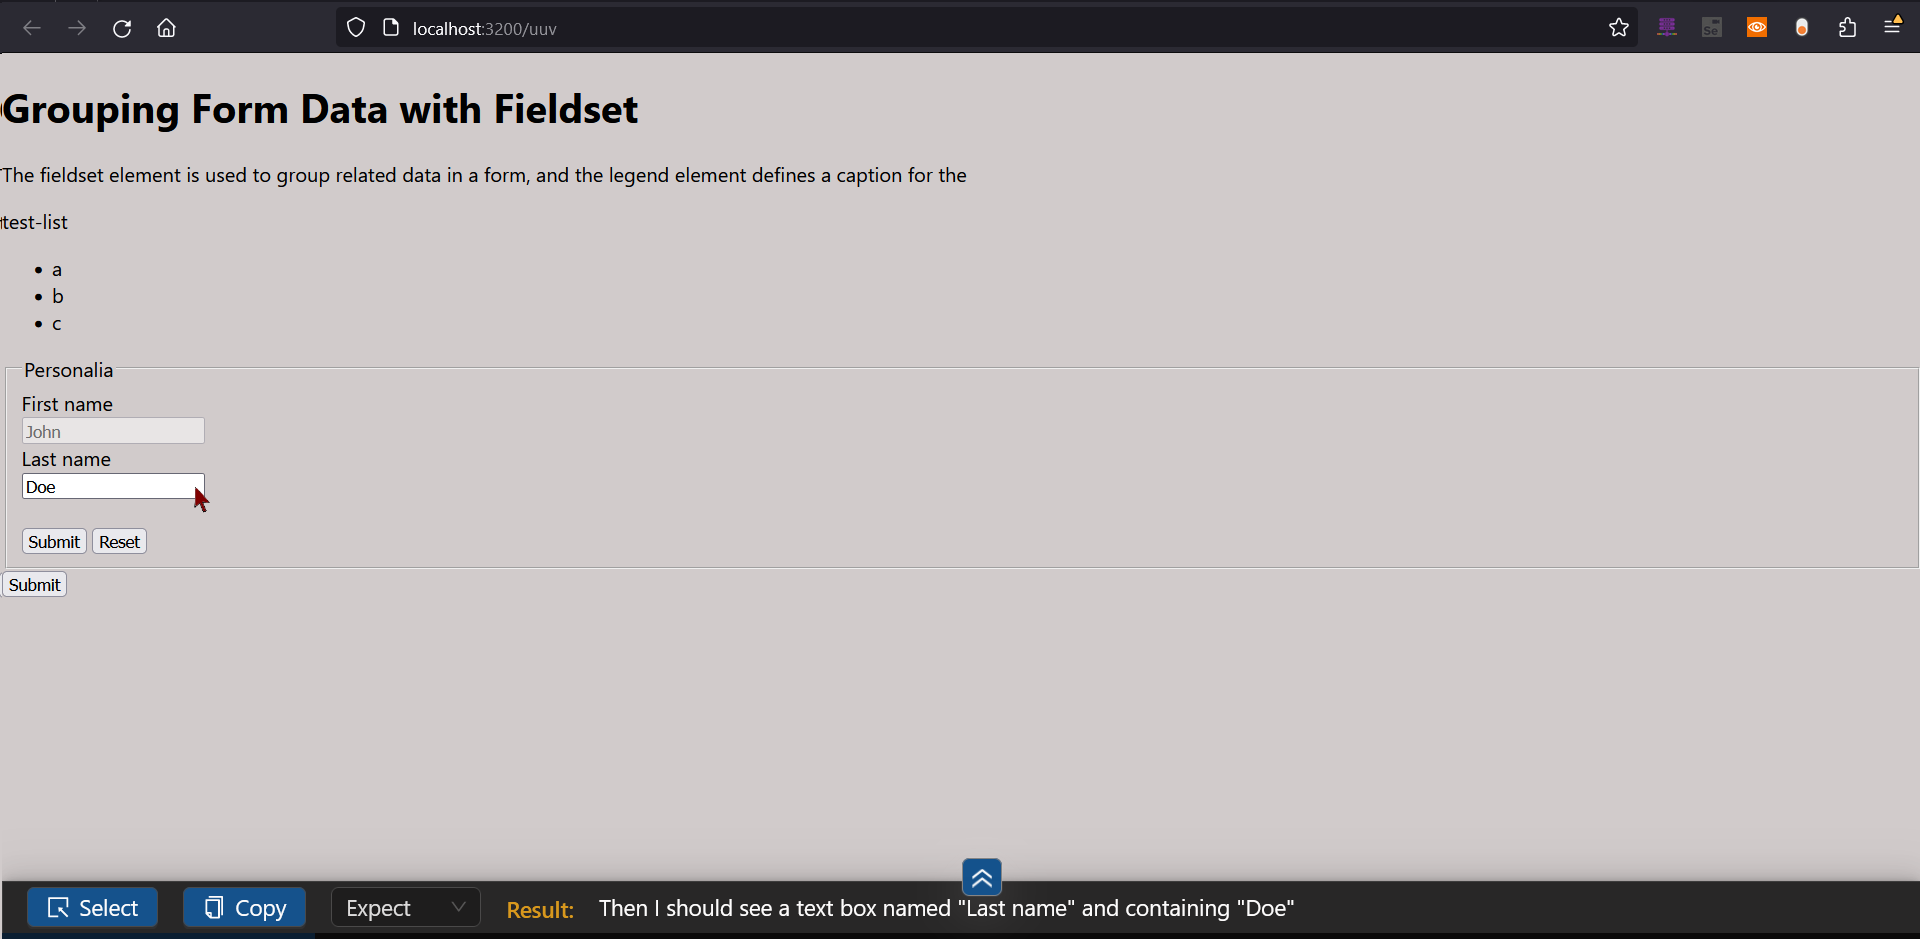 localhost:3200/uuv
Se
Grouping Form Data with Fieldset
The fieldset element is used to group related data in a form, and the legend element defines a caption for the
test-list
a
b
c
Personalia
First name
John
Last name
Doe
Submit Reset
Submit
Select Copy Expect Result: Then I should see a text box named "Last name" and containing "Doe"